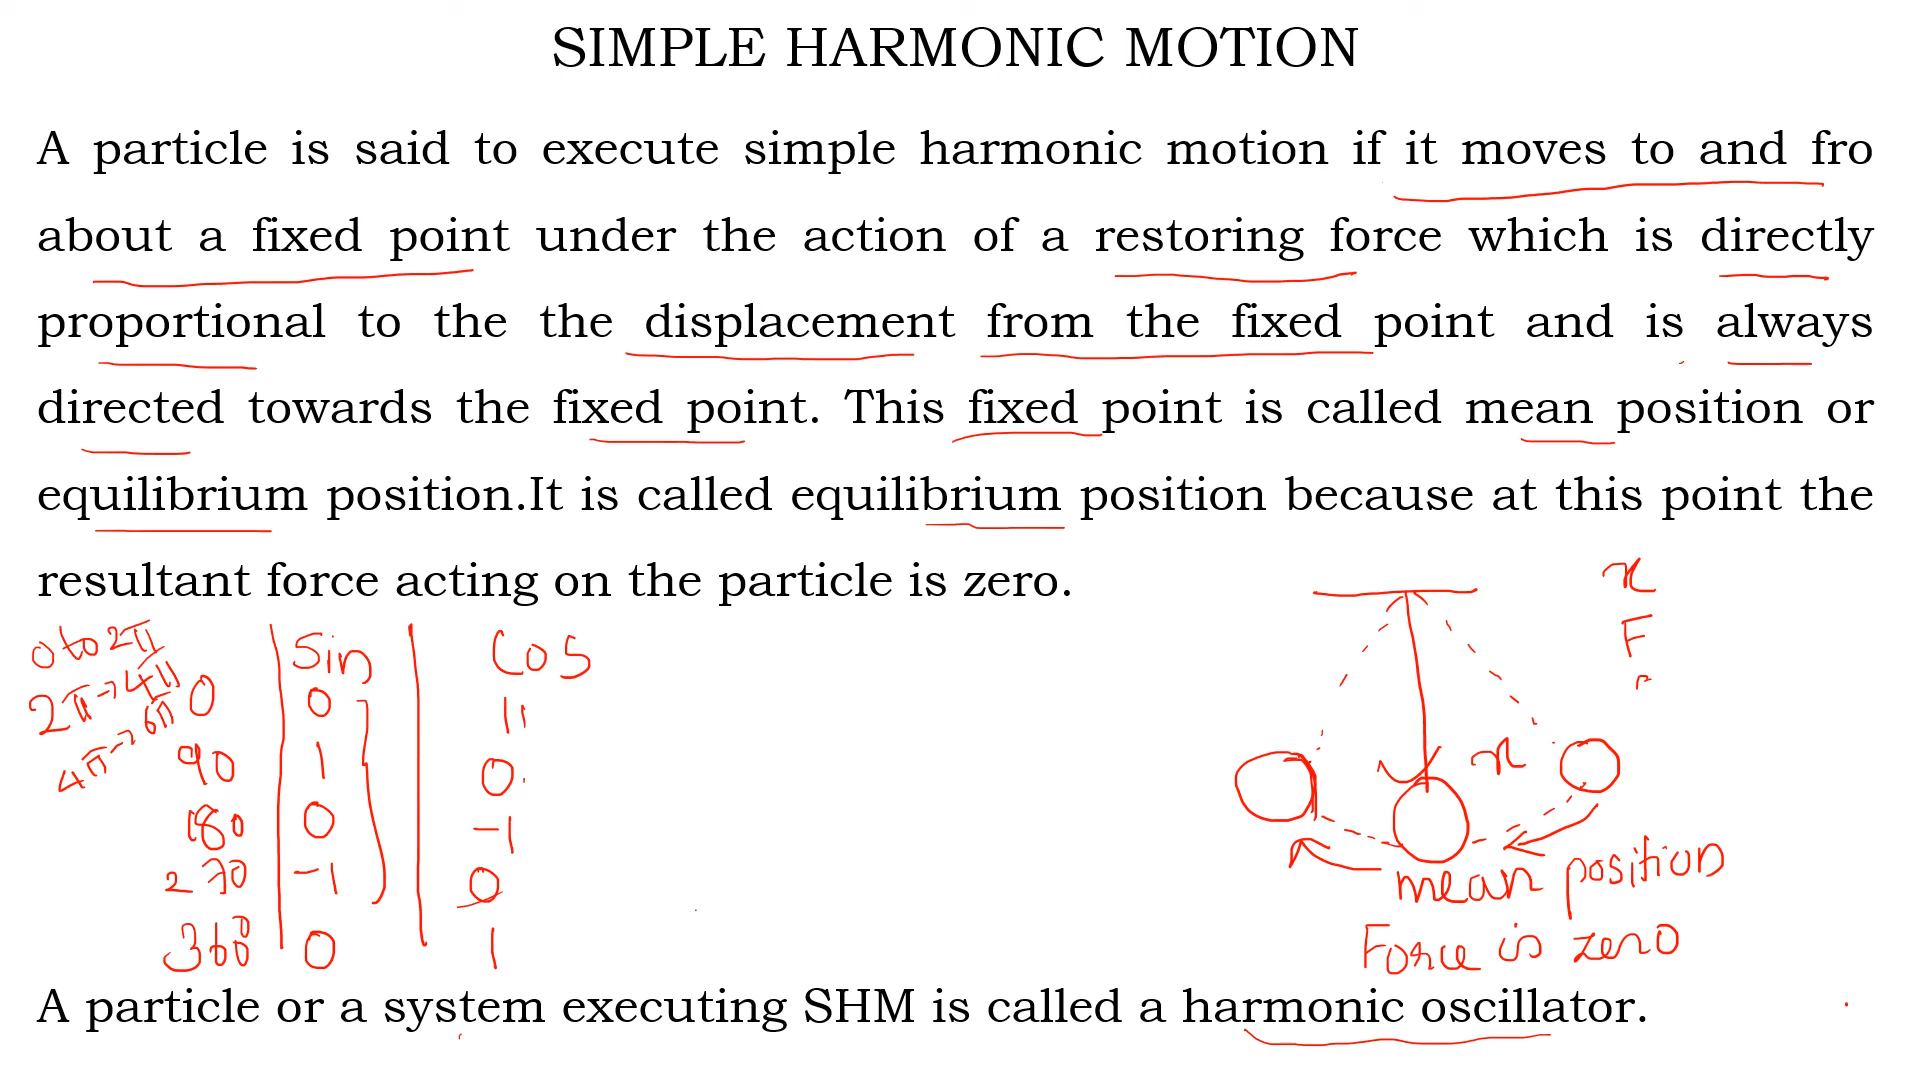 SIMPLE HARMONIC MOTION
A particle is said to execute simple harmonic motion if it moves to and fro
about a fixed point under the action of a restoring force which is directly
proportional to the the displacement from the fixed point and is always
directed towards the fixed point. This fixed point is called mean position or
equilibrium position.It is called equilibrium position because at this point the
resultant force acting on the particle is zero.
0 to 2π
2π→4π
4π→6π
Sin Cos
0 0 1
90 1 0
180 0 -1
270 -1 0
360 0 1
x
F
x
mean position
Force is zero
A particle or a system executing SHM is called a harmonic oscillator.